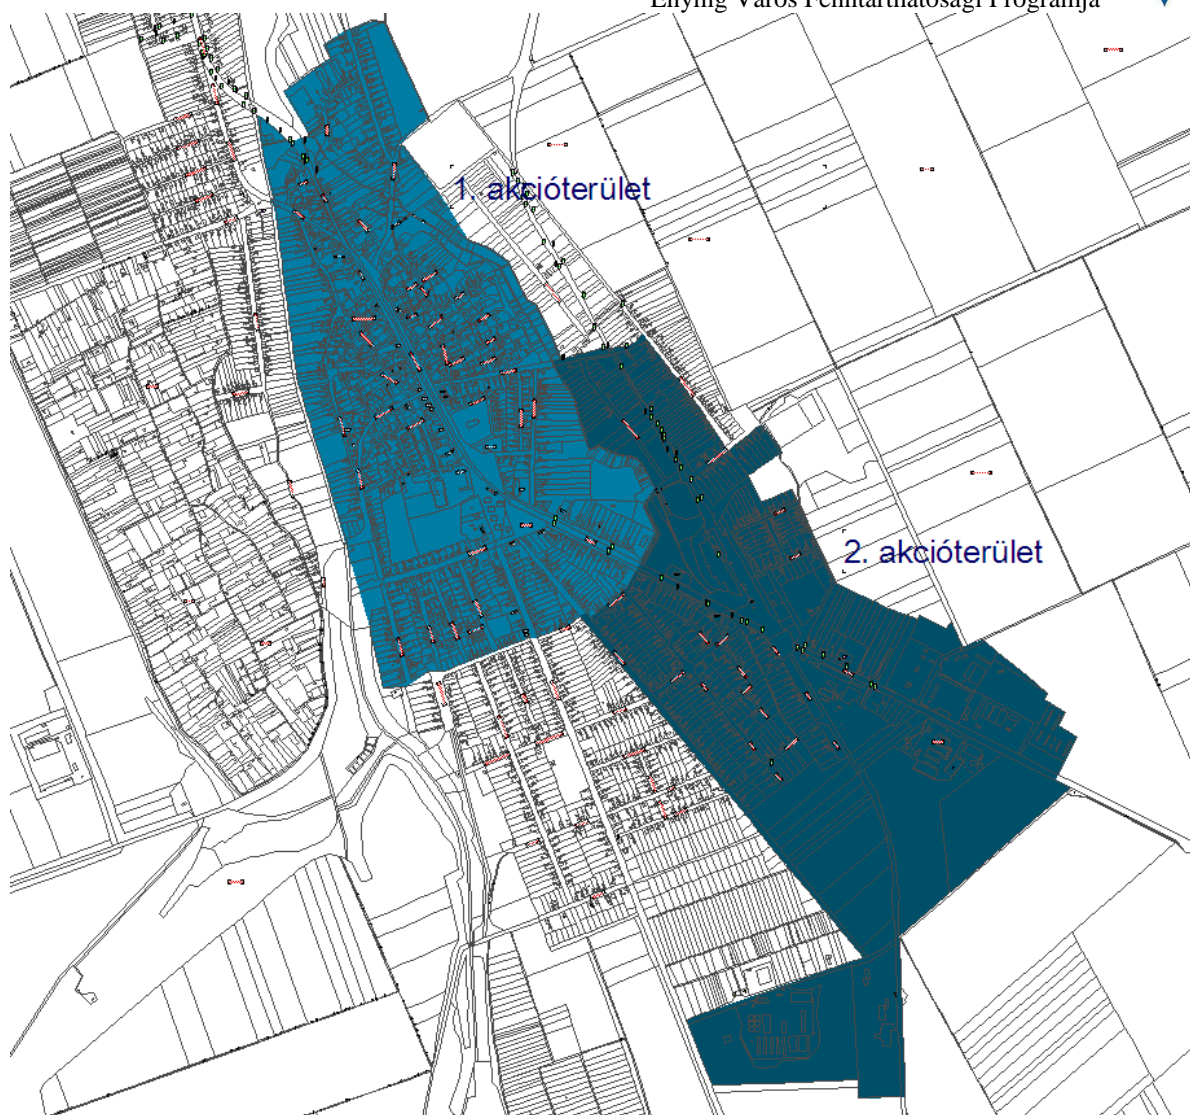 Enying Város Fenntarthatósági Programja
1. akcióterület
2. akcióterület